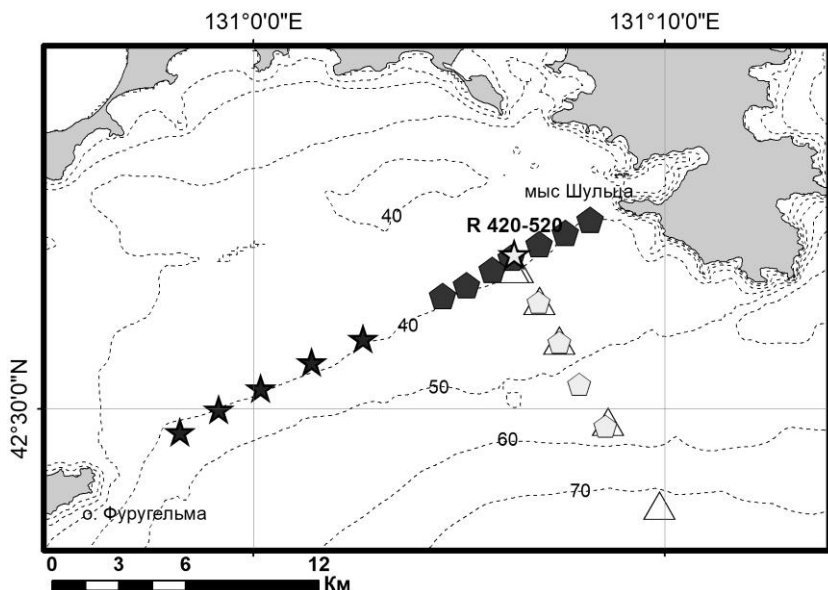 131°0'0"E
131°10'0"E
40
мыс Шульца
R 420-520
40
50
42°30'0"N
60
70
о. Фуругельма
0 3 6 12
Км